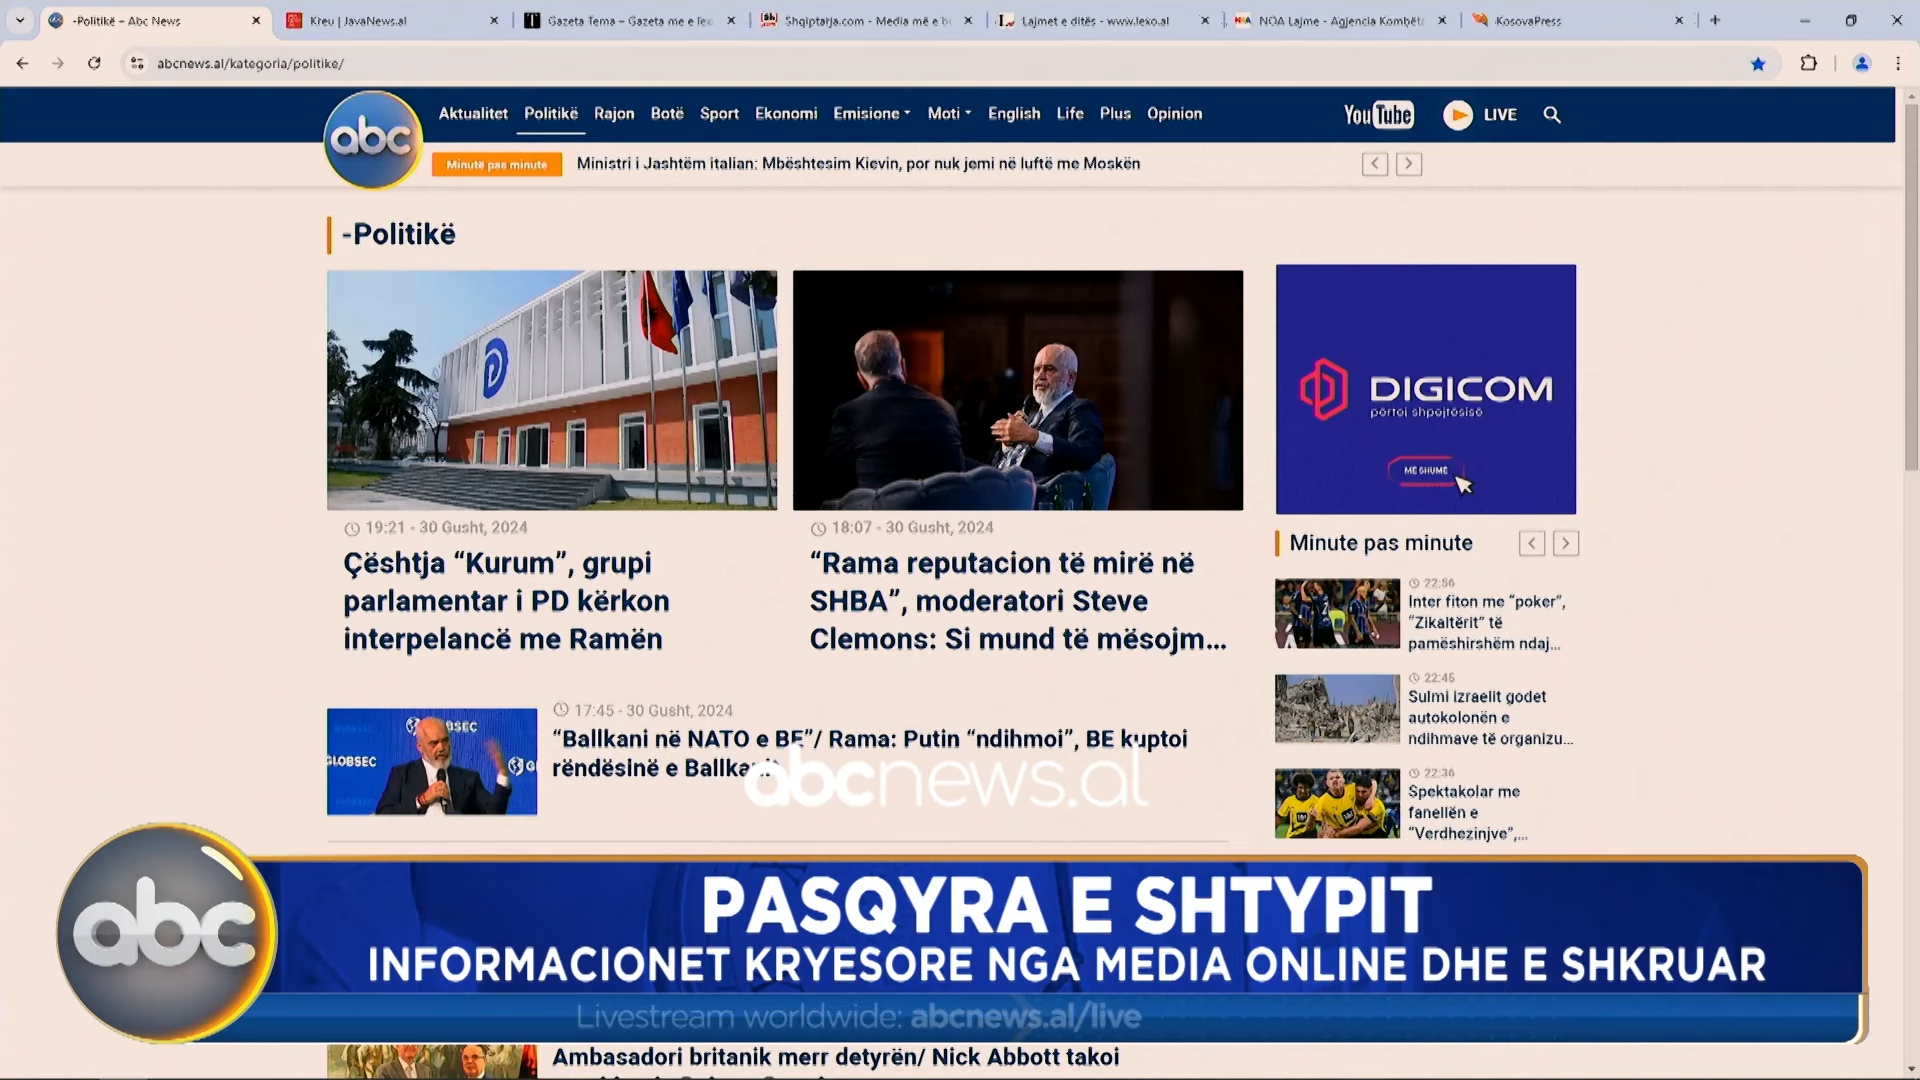 -Politikë – Abc News
Kreu | JavaNews.al
Gazeta Tema – Gazeta me e lex
Shqiptarja.com - Media më e b
Lajmet e ditës - www.lexo.al
NOA Lajme - Agjencia Kombët
KosovaPress
abcnews.al/kategoria/politike/
abc
Aktualitet Politikë Rajon Botë Sport Ekonomi Emisione Moti English Life Plus Opinion
YouTube
LIVE
Minutë pas minute
Ministri i Jashtëm italian: Mbështesim Kievin, por nuk jemi në luftë me Moskën
-Politikë
19:21 - 30 Gusht, 2024
Çështja “Kurum”, grupi
parlamentar i PD kërkon
interpelancë me Ramën
18:07 - 30 Gusht, 2024
“Rama reputacion të mirë në
SHBA”, moderatori Steve
Clemons: Si mund të mësojm...
DIGICOM
përtej shpejtësisë
MË SHUMË
Minute pas minute
22:56
Inter fiton me “poker”,
“Zikaltërit” të
pamëshirshëm ndaj...
22:45
Sulmi izraelit godet
autokolonën e
ndihmave të organizu...
22:36
Spektakolar me
fanellën e
“Verdhezinjve”,...
GLOBSEC
17:45 - 30 Gusht, 2024
“Ballkani në NATO e BE”/ Rama: Putin “ndihmoi”, BE kuptoi
rëndësinë e Ballkanit
abcnews.al
abc
PASQYRA E SHTYPIT
INFORMACIONET KRYESORE NGA MEDIA ONLINE DHE E SHKRUAR
Livestream worldwide: abcnews.al/live
Ambasadori britanik merr detyrën/ Nick Abbott takoi